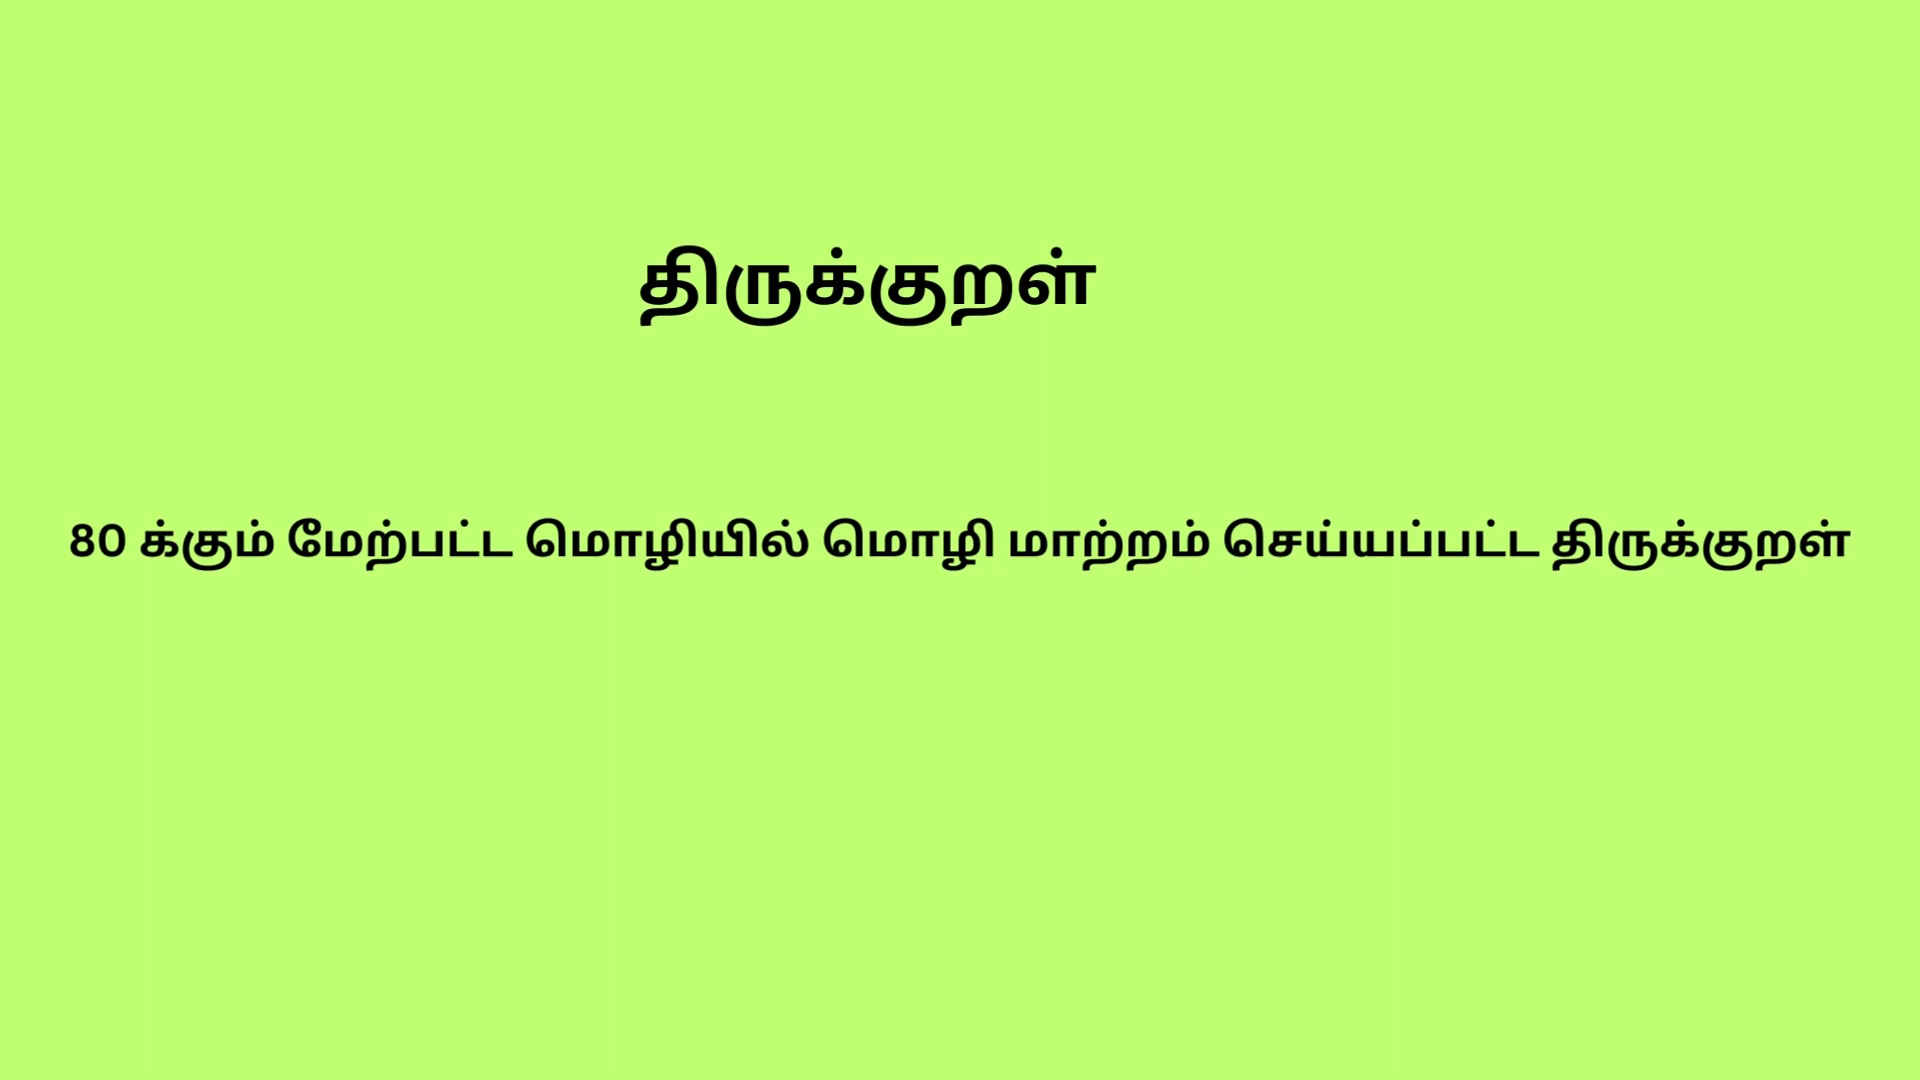 திருக்குறள்
80 க்கும் மேற்பட்ட மொழியில் மொழி மாற்றம் செய்யப்பட்ட திருக்குறள்